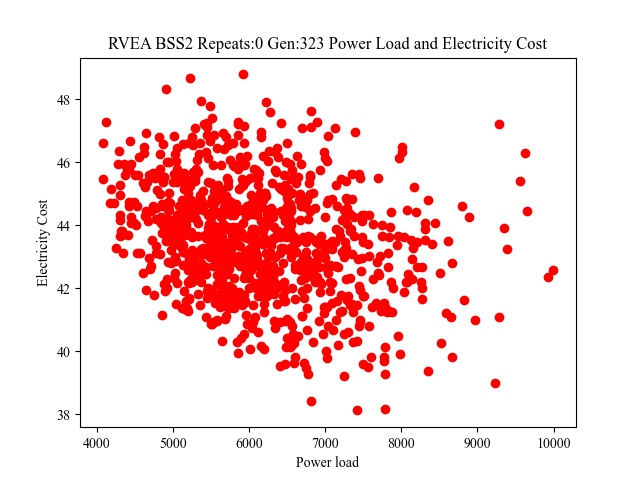 RVEA BSS2 Repeats:0 Gen:323 Power Load and Electricity Cost
48
46
44
42
40
38
Electricity Cost
4000 5000 6000 7000 8000 9000 10000
Power load